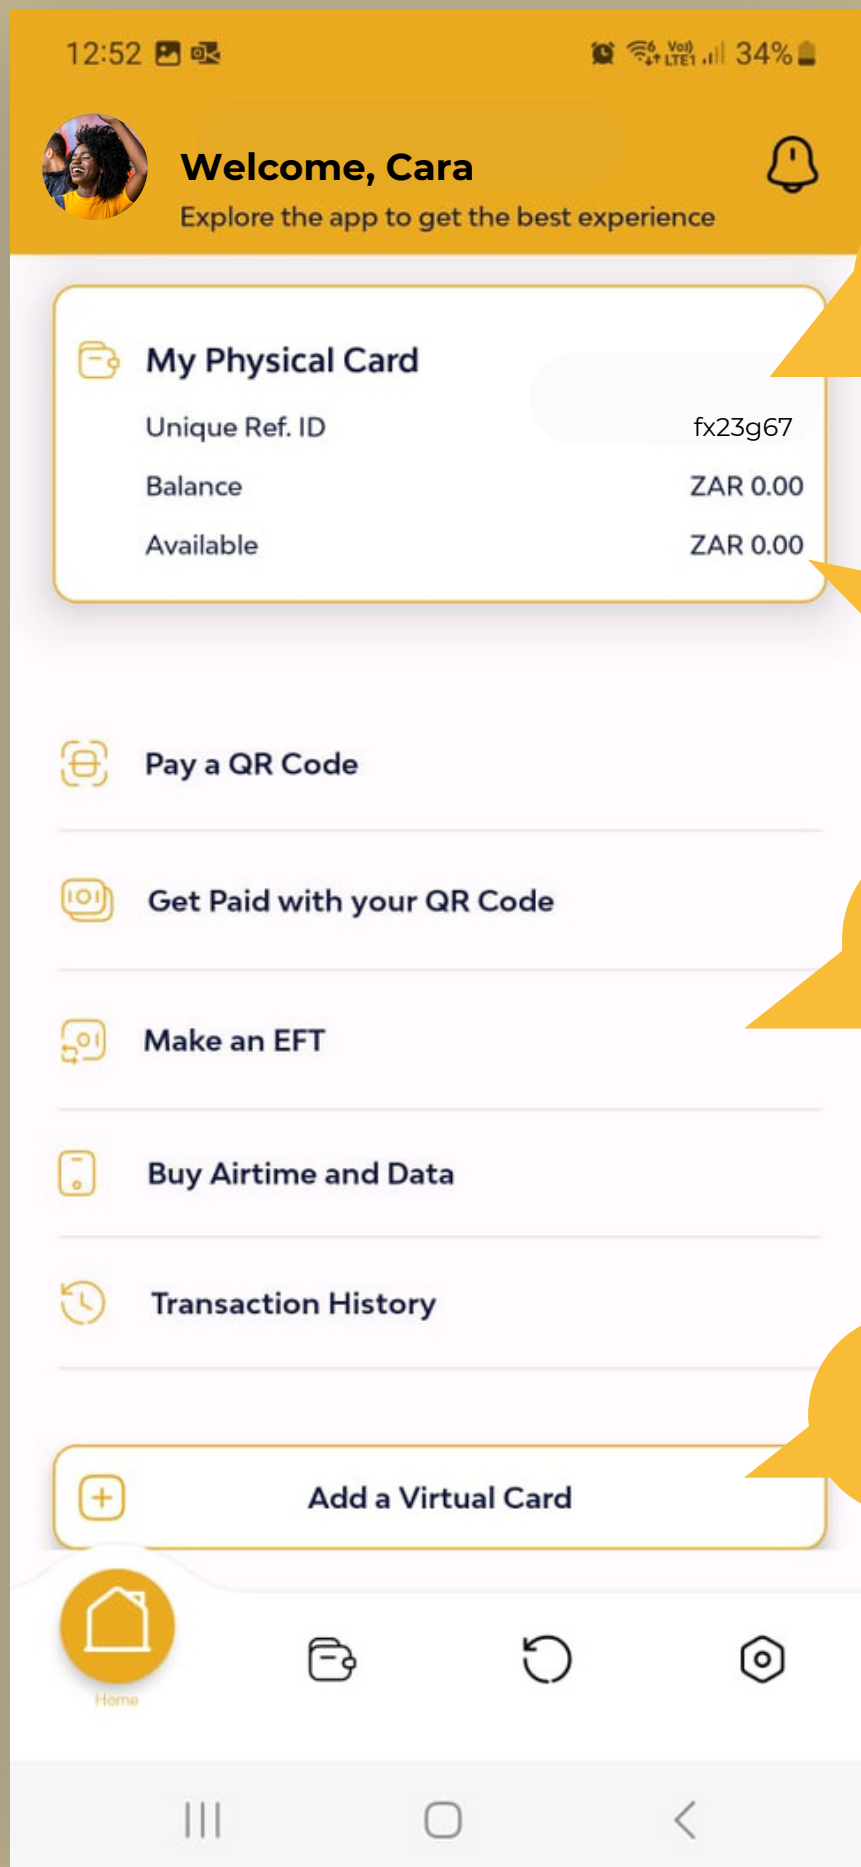 12:52 34%
Welcome, Cara
Explore the app to get the best experience
My Physical Card
Unique Ref. ID fx23g67
Balance ZAR 0.00
Available ZAR 0.00
Pay a QR Code
Get Paid with your QR Code
Make an EFT
Buy Airtime and Data
Transaction History
Add a Virtual Card
Home